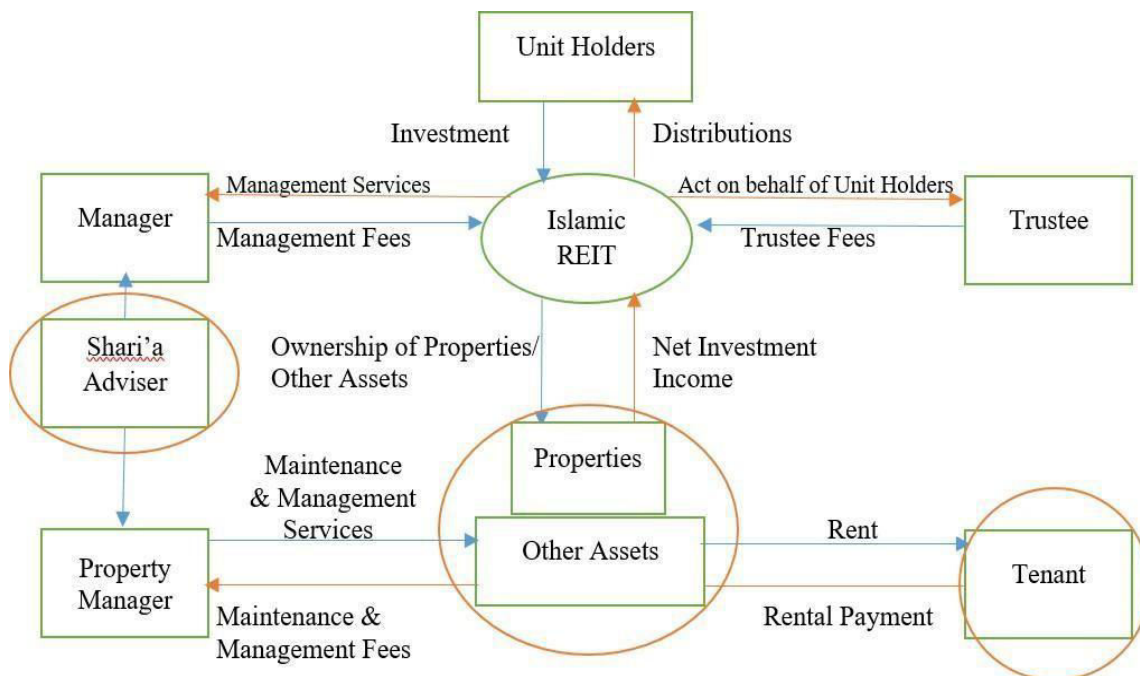 Unit Holders
Investment
Distributions
Management Services
Act on behalf of Unit Holders
Manager
Islamic
REIT
Trustee
Management Fees
Trustee Fees
Shari’a
Adviser
Ownership of Properties/
Other Assets
Net Investment
Income
Properties
Maintenance
& Management
Services
Other Assets
Rent
Property
Manager
Tenant
Maintenance &
Management Fees
Rental Payment